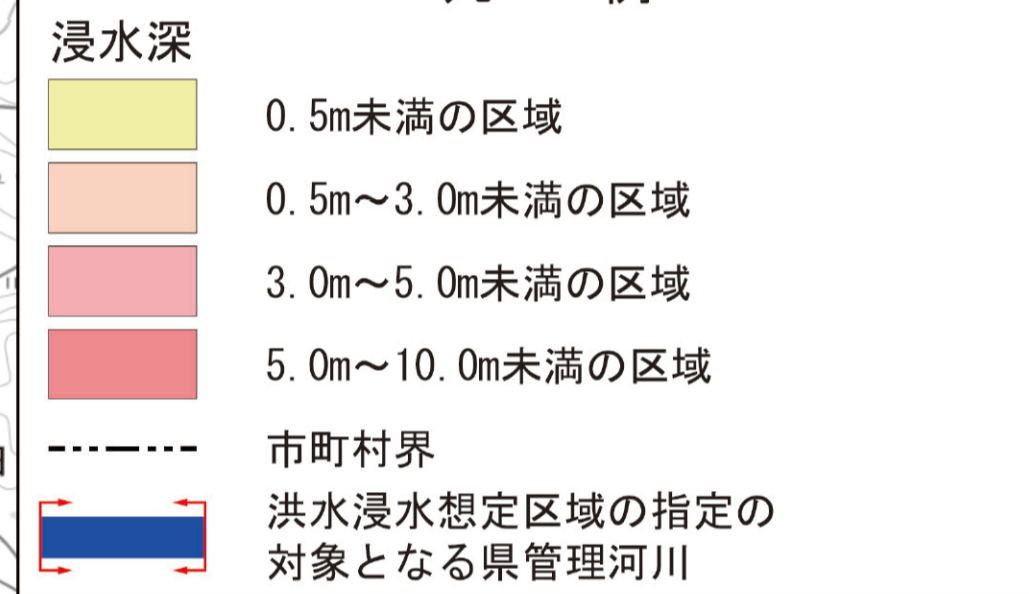 浸水深
0.5m未満の区域
0.5m～3.0m未満の区域
3.0m～5.0m未満の区域
5.0m～10.0m未満の区域
市町村界
洪水浸水想定区域の指定の
対象となる県管理河川